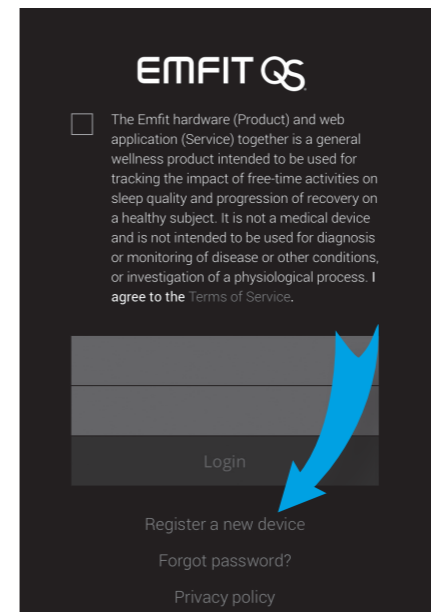 EMFIT QS
The Emfit hardware (Product) and web
application (Service) together is a general
wellness product intended to be used for
tracking the impact of free-time activities on
sleep quality and progression of recovery on
a healthy subject. It is not a medical device
and is not intended to be used for diagnosis
or monitoring of disease or other conditions,
or investigation of a physiological process. I
agree to the Terms of Service.
Login
Register a new device
Forgot password?
Privacy policy